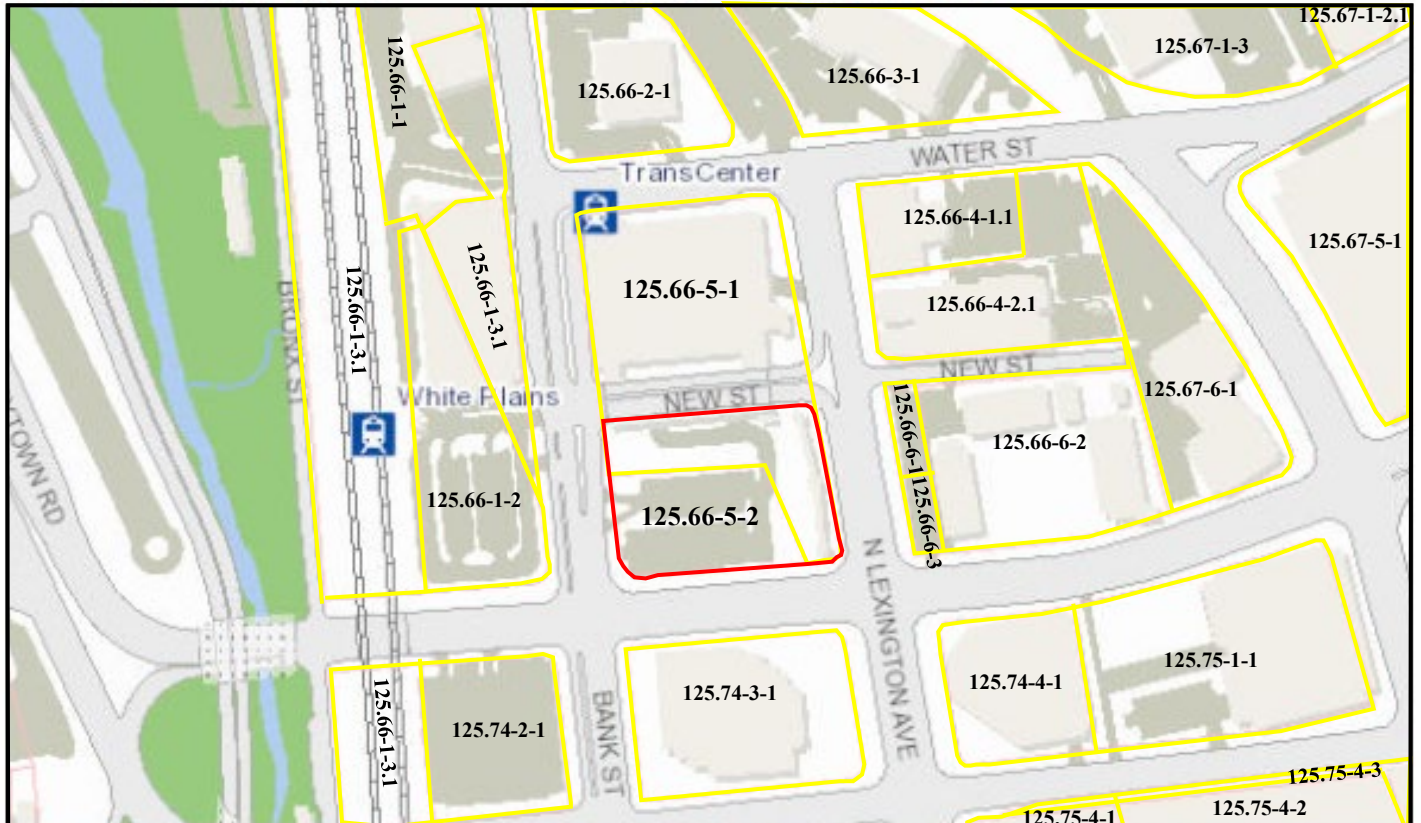 125.67-1-2.1
125.67-1-3
125.66-1-1
125.66-2-1
125.66-3-1
WATER ST
TransCenter
125.66-4-1.1
125.67-5-1
125.66-1-3.1
125.66-1-3.1
125.66-5-1
125.66-4-2.1
BRONX ST
NEW ST
White Plains
NEW ST
125.67-6-1
125.66-6-1
125.66-6-2
125.66-1-2
125.66-5-2
125.66-6-3
YTOWN RD
N LEXINGTON AVE
125.66-1-3.1
125.74-2-1
BANK ST
125.74-3-1
125.74-4-1
125.75-1-1
125.75-4-3
125.75-4-1
125.75-4-2